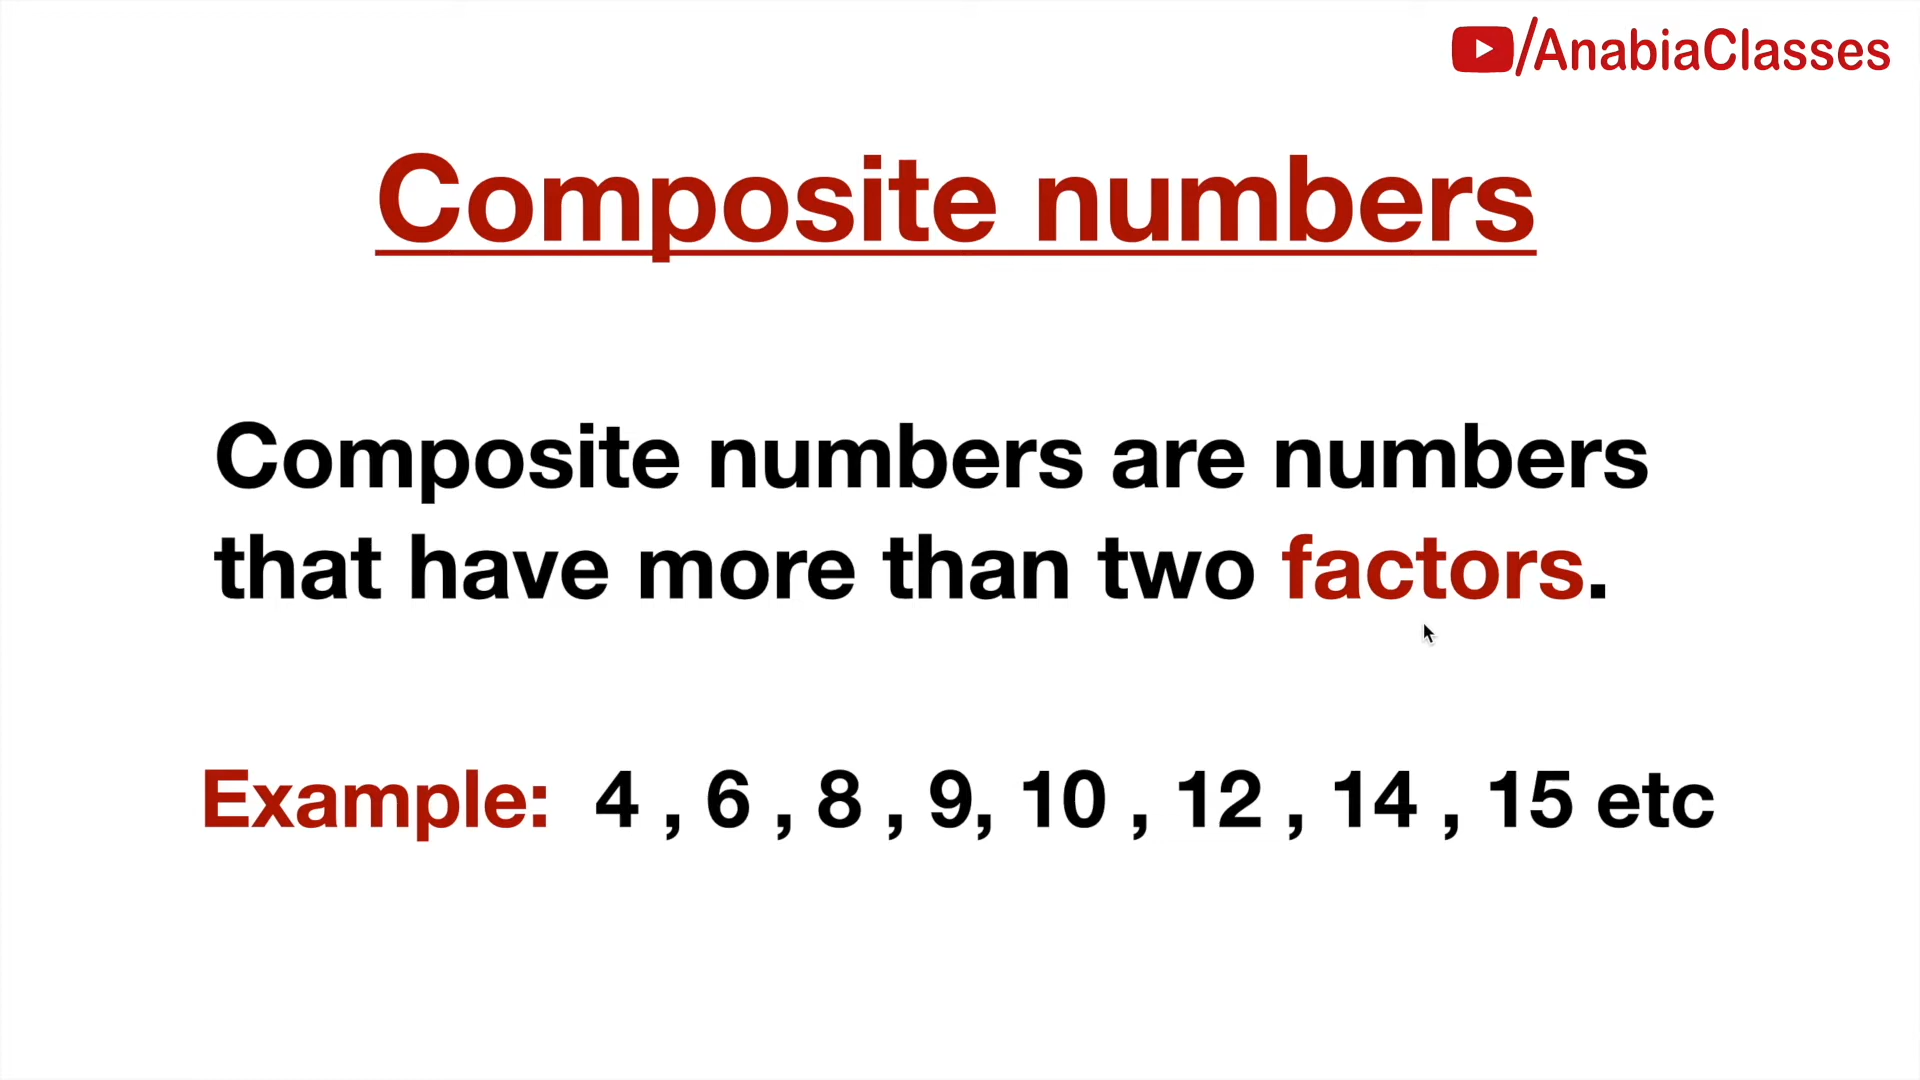 /AnabiaClasses
Composite numbers
Composite numbers are numbers
that have more than two factors.
Example: 4 , 6 , 8 , 9, 10 , 12 , 14 , 15 etc